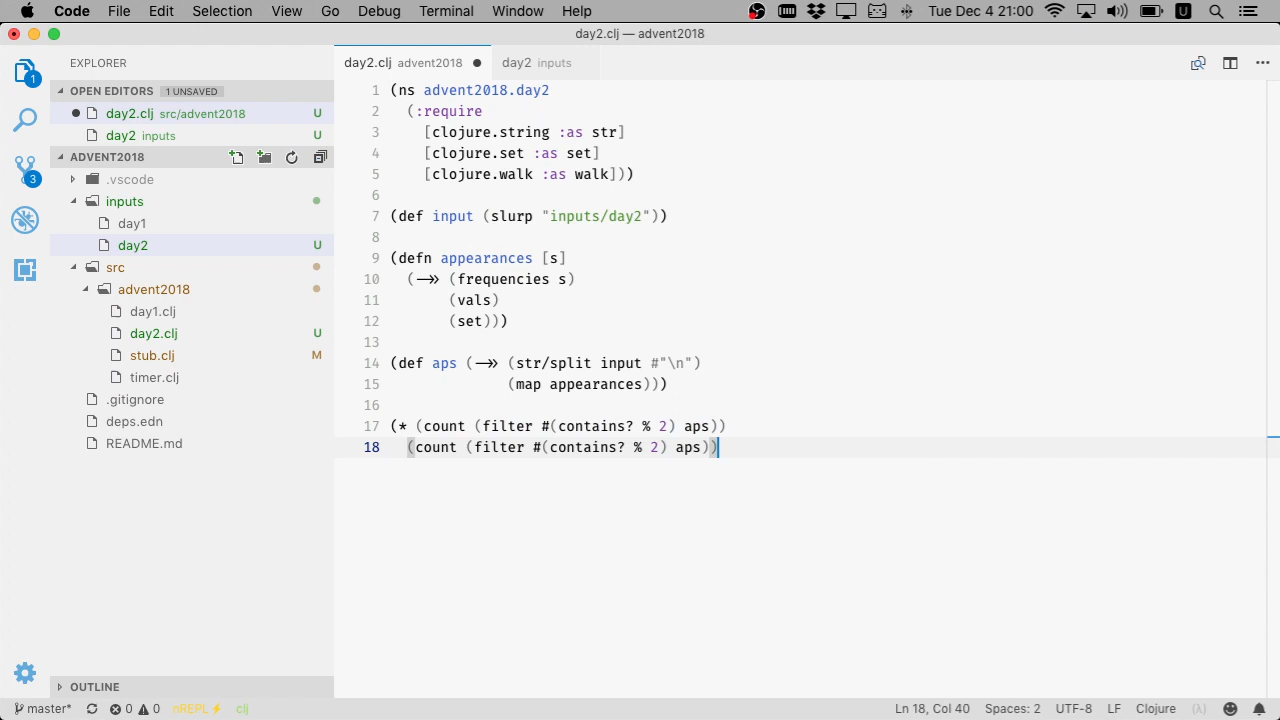 Code File Edit Selection View Go Debug Terminal Window Help Tue Dec 4 21:00 U
day2.clj — advent2018
EXPLORER
OPEN EDITORS 1 UNSAVED
day2.clj src/advent2018 U
day2 inputs U
ADVENT2018
.vscode
inputs
day1
day2 U
src
advent2018
day1.clj
day2.clj U
stub.clj M
timer.clj
.gitignore
deps.edn
README.md
OUTLINE
1
3
day2.clj advent2018
day2 inputs
1 (ns advent2018.day2
2 (:require
3 [clojure.string :as str]
4 [clojure.set :as set]
5 [clojure.walk :as walk]))
6
7 (def input (slurp "inputs/day2"))
8
9 (defn appearances [s]
10 (->> (frequencies s)
11 (vals)
12 (set)))
13
14 (def aps (->> (str/split input #"\n")
15 (map appearances)))
16
17 (* (count (filter #(contains? % 2) aps))
18 (count (filter #(contains? % 2) aps))
master* 0 0 nREPL⚡ clj Ln 18, Col 40 Spaces: 2 UTF-8 LF Clojure (λ)